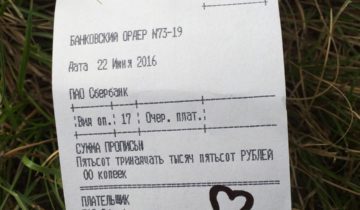 БАНКОВСКИЙ ОРДЕР N73-19
Дата 22 Июня 2016
ПАО Сбербанк
Вид оп. 17 Очер. плат.
СУММА ПРОПИСЬЮ
Пятьсот тринадцать тысяч пятьсот РУБЛЕЙ
00 копеек
ПЛАТЕЛЬЩИК